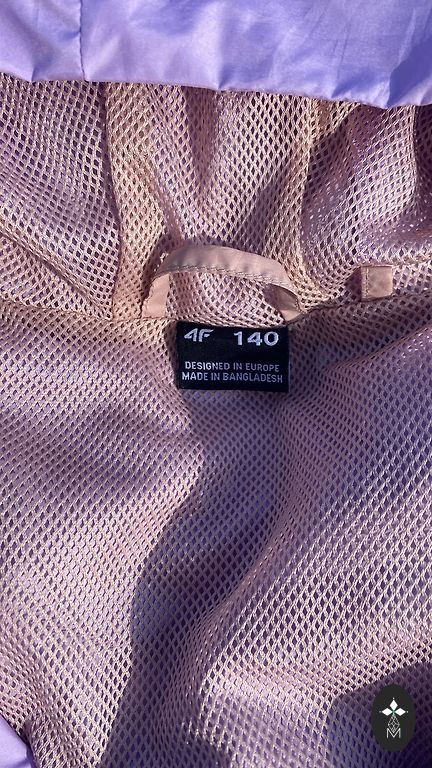 4F 140
DESIGNED IN EUROPE
MADE IN BANGLADESH
M